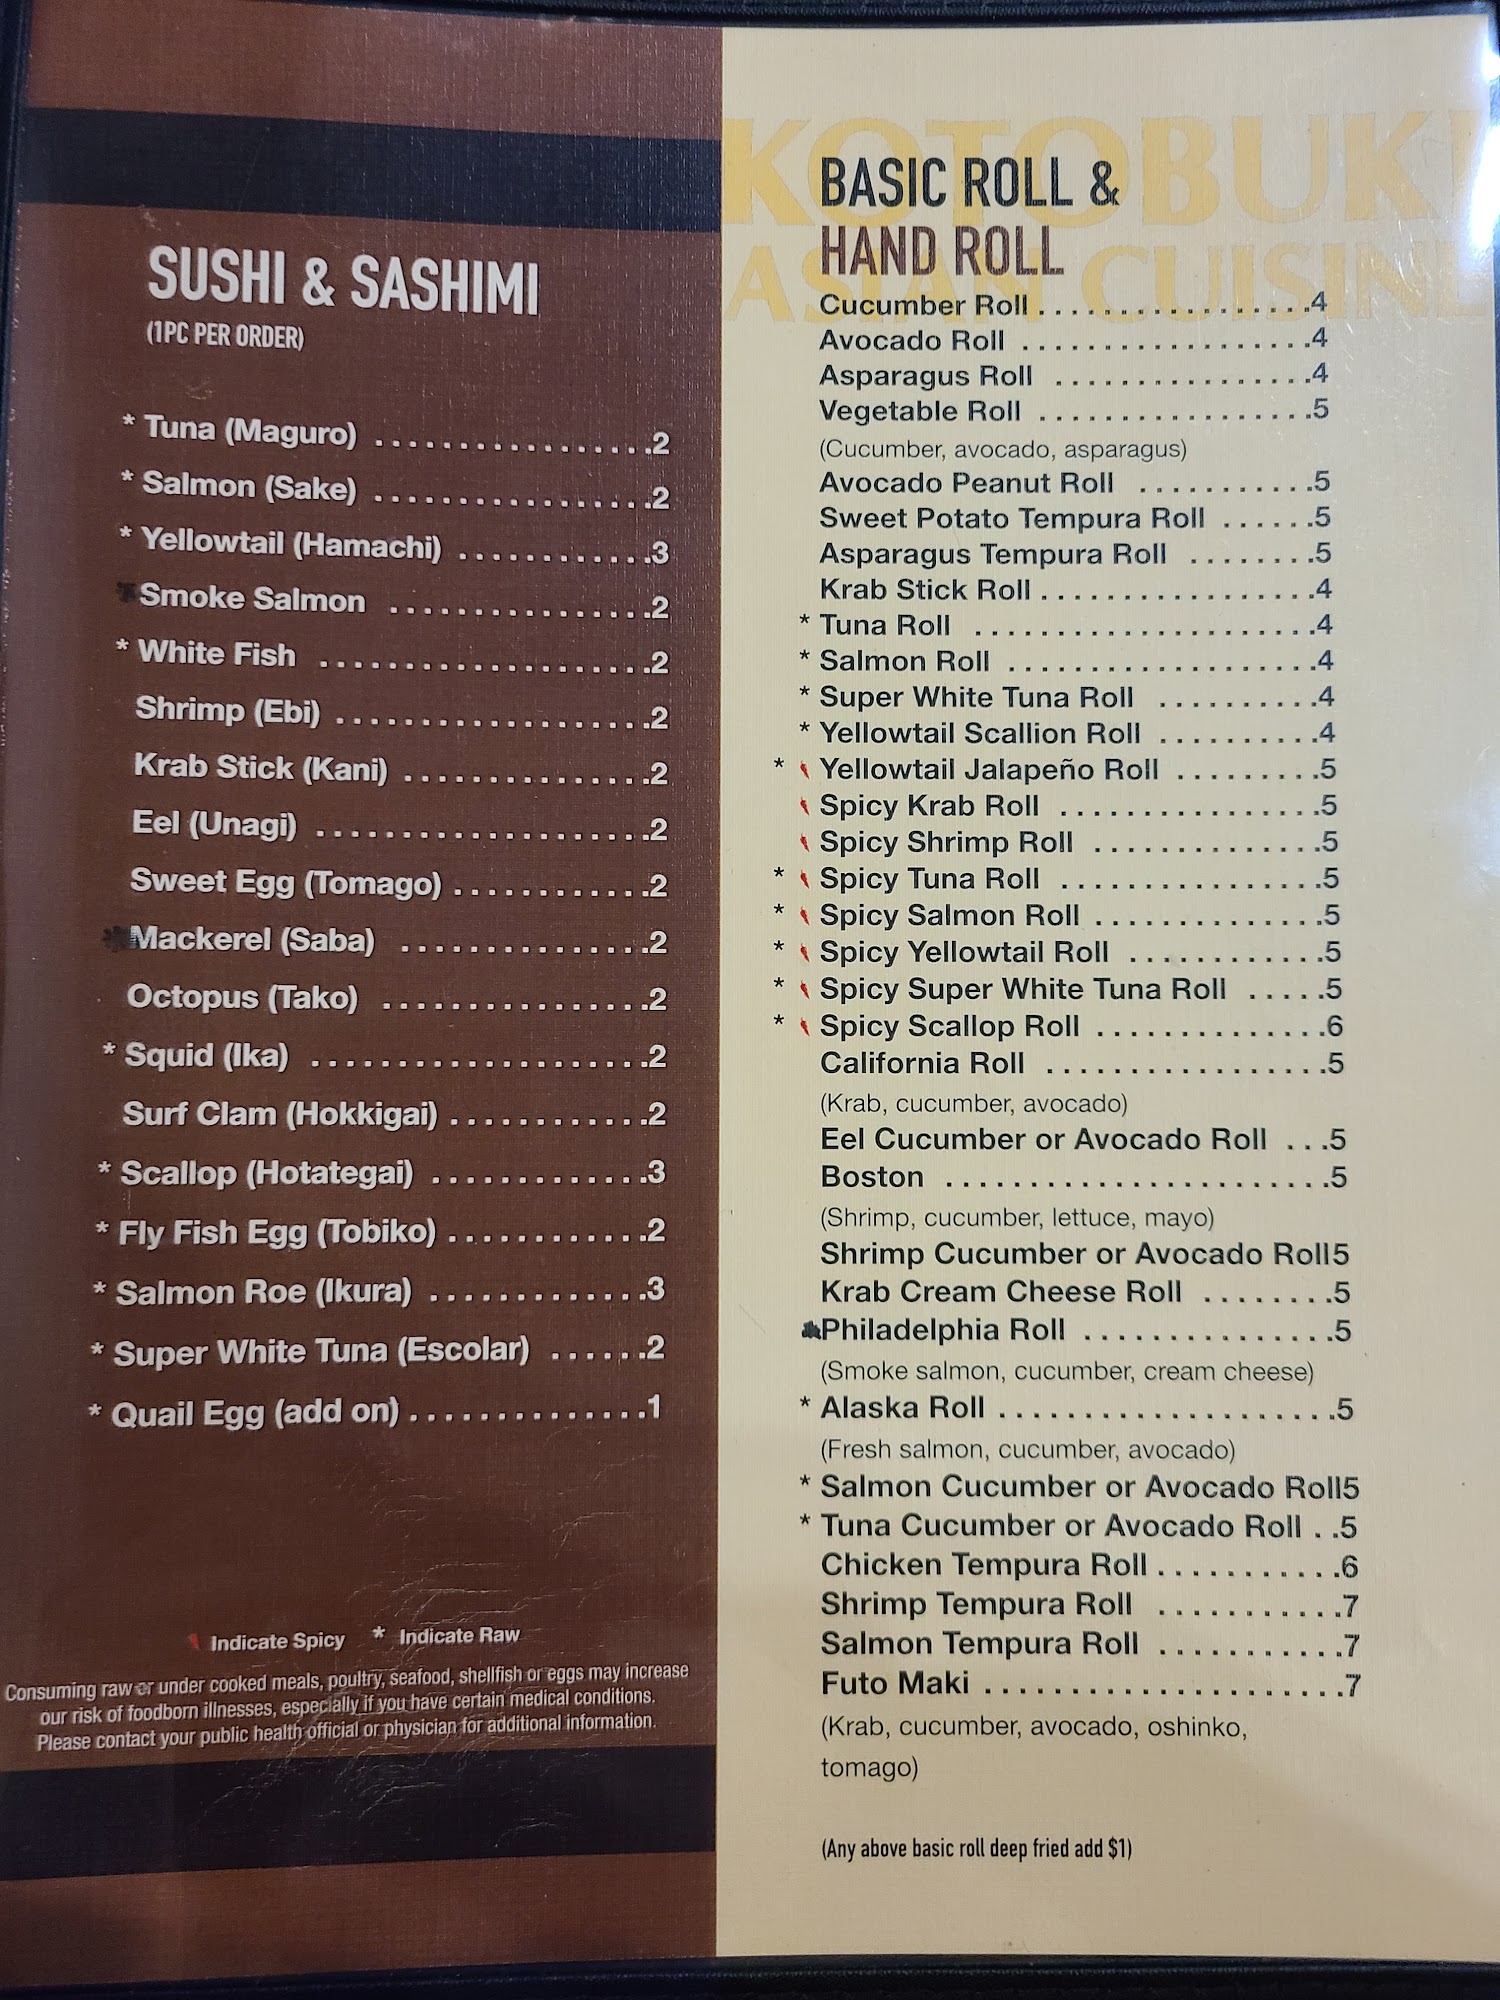 SUSHI & SASHIMI
(1PC PER ORDER)
* Tuna (Maguro) .................2
* Salmon (Sake) .................2
* Yellowtail (Hamachi) ............3
Smoke Salmon ................2
* White Fish ....................2
Shrimp (Ebi) ...................2
Krab Stick (Kani) ...............2
Eel (Unagi) ....................2
Sweet Egg (Tomago) ............2
Mackerel (Saba) ...............2
Octopus (Tako) ................2
* Squid (Ika) ....................2
Surf Clam (Hokkigai) ............2
* Scallop (Hotategai) .............3
* Fly Fish Egg (Tobiko) ............2
* Salmon Roe (Ikura) .............3
* Super White Tuna (Escolar) ......2
* Quail Egg (add on) ..............1
Indicate Spicy * Indicate Raw
Consuming raw or under cooked meals, poultry, seafood, shellfish or eggs may increase
our risk of foodborn illnesses, especially if you have certain medical conditions.
Please contact your public health official or physician for additional information.
KOTOBUKI
ASIAN CUISINE
BASIC ROLL &
HAND ROLL
Cucumber Roll .................4
Avocado Roll ..................4
Asparagus Roll ................4
Vegetable Roll .................5
(Cucumber, avocado, asparagus)
Avocado Peanut Roll ...........5
Sweet Potato Tempura Roll ......5
Asparagus Tempura Roll ........5
Krab Stick Roll .................4
* Tuna Roll .....................4
* Salmon Roll ...................4
* Super White Tuna Roll ..........4
* Yellowtail Scallion Roll ..........4
* Yellowtail Jalapeño Roll .........5
Spicy Krab Roll ................5
Spicy Shrimp Roll ..............5
* Spicy Tuna Roll ................5
* Spicy Salmon Roll ..............5
* Spicy Yellowtail Roll ............5
* Spicy Super White Tuna Roll .....5
* Spicy Scallop Roll ..............6
California Roll .................5
(Krab, cucumber, avocado)
Eel Cucumber or Avocado Roll ...5
Boston .......................5
(Shrimp, cucumber, lettuce, mayo)
Shrimp Cucumber or Avocado Roll5
Krab Cream Cheese Roll ........5
Philadelphia Roll ...............5
(Smoke salmon, cucumber, cream cheese)
* Alaska Roll ....................5
(Fresh salmon, cucumber, avocado)
* Salmon Cucumber or Avocado Roll5
* Tuna Cucumber or Avocado Roll ..5
Chicken Tempura Roll ...........6
Shrimp Tempura Roll ...........7
Salmon Tempura Roll ...........7
Futo Maki ......................7
(Krab, cucumber, avocado, oshinko,
tomago)
(Any above basic roll deep fried add $1)